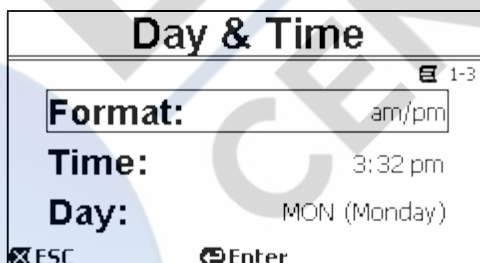 Day & Time
1-3
Format: am/pm
Time: 3:32 pm
Day: MON (Monday)
ESC Enter